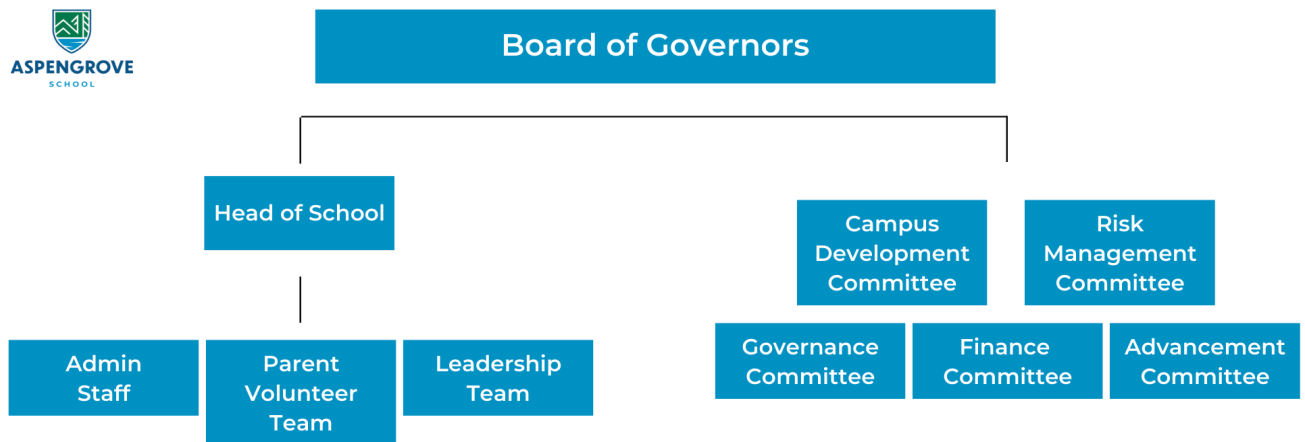 Board of Governors
ASPENGROVE
SCHOOL
Head of School
Campus
Development
Committee
Risk
Management
Committee
Admin
Staff
Parent
Volunteer
Team
Leadership
Team
Governance
Committee
Finance
Committee
Advancement
Committee